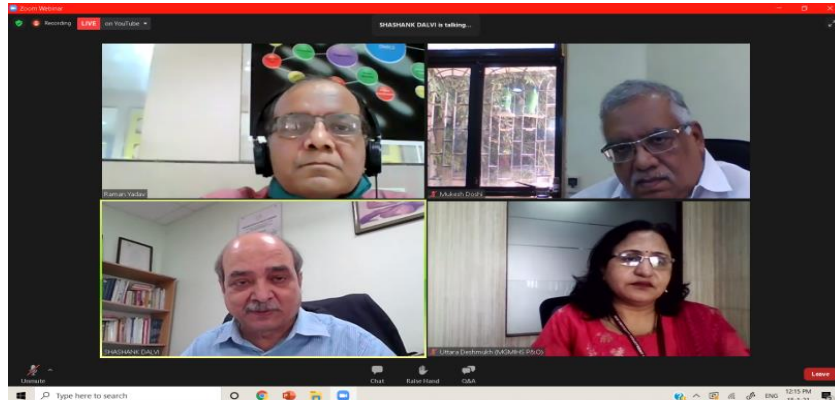 Zoom Webinar
Recording LIVE on YouTube
SHASHANK DALVI is talking...
Raman Yadav
Mukesh Doshi
SHASHANK DALVI
Uttara Deshmukh (MGMIHS P&O)
Unmute
Chat
Raise Hand
Q&A
Leave
Type here to search
ENG
12:15 PM